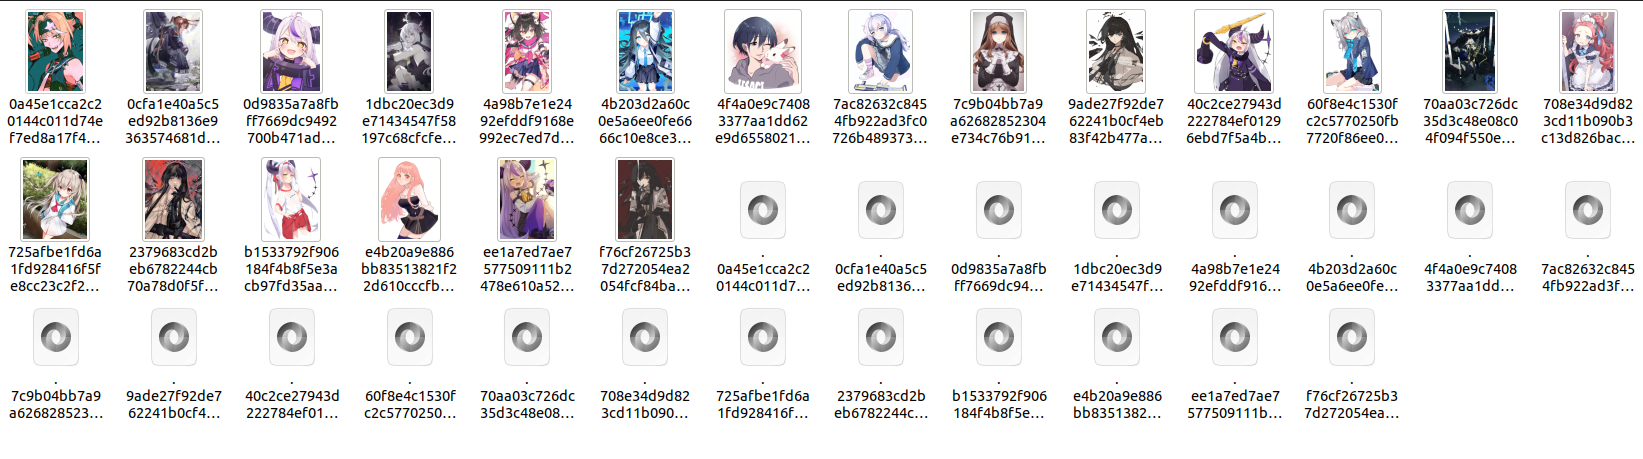 0a45e1cca2c2
0144c011d74e
f7ed8a17f4...
0cfa1e40a5c5
ed92b8136e9
363574681d...
0d9835a7a8fb
ff7669dc9492
700b471ad...
1dbc20ec3d9
e71434547f58
197c68cfcfe...
4a98b7e1e24
92efddf9168e
992ec7ed7d...
4b203d2a60c
0e5a6ee0fe66
66c10e8ce3...
4f4a0e9c7408
3377aa1dd62
e9d6558021...
7ac82632c845
4fb922ad3fc0
726b489373...
7c9b04bb7a9
a62682852304
e734c76b91...
9ade27f92de7
62241b0cf4eb
83f42b477a...
40c2ce27943d
222784ef0129
6ebd7f5a4b...
60f8e4c1530f
c2c5770250fb
7720f86ee0...
70aa03c726dc
35d3c48e08c0
4f094f550e...
708e34d9d82
3cd11b090b3
c13d826bac...
725afbe1fd6a
1fd928416f5f
e8cc23c2f2...
2379683cd2b
eb6782244cb
70a78d0f5f...
b1533792f906
184f4b8f5e3a
cb97fd35aa...
e4b20a9e886
bb83513821f2
2d610cccfb...
ee1a7ed7ae7
577509111b2
478e610a52...
f76cf26725b3
7d272054ea2
054fcf84ba...
.
0a45e1cca2c2
0144c011d7...
.
0cfa1e40a5c5
ed92b8136...
.
0d9835a7a8fb
ff7669dc94...
.
1dbc20ec3d9
e71434547f...
.
4a98b7e1e24
92efddf916...
.
4b203d2a60c
0e5a6ee0fe...
.
4f4a0e9c7408
3377aa1dd...
.
7ac82632c845
4fb922ad3f...
.
7c9b04bb7a9
a626828523...
.
9ade27f92de7
62241b0cf4...
.
40c2ce27943d
222784ef01...
.
60f8e4c1530f
c2c5770250...
.
70aa03c726dc
35d3c48e08...
.
708e34d9d82
3cd11b090...
.
725afbe1fd6a
1fd928416f...
.
2379683cd2b
eb6782244c...
.
b1533792f906
184f4b8f5e...
.
e4b20a9e886
bb8351382...
.
ee1a7ed7ae7
577509111b...
.
f76cf26725b3
7d272054ea...